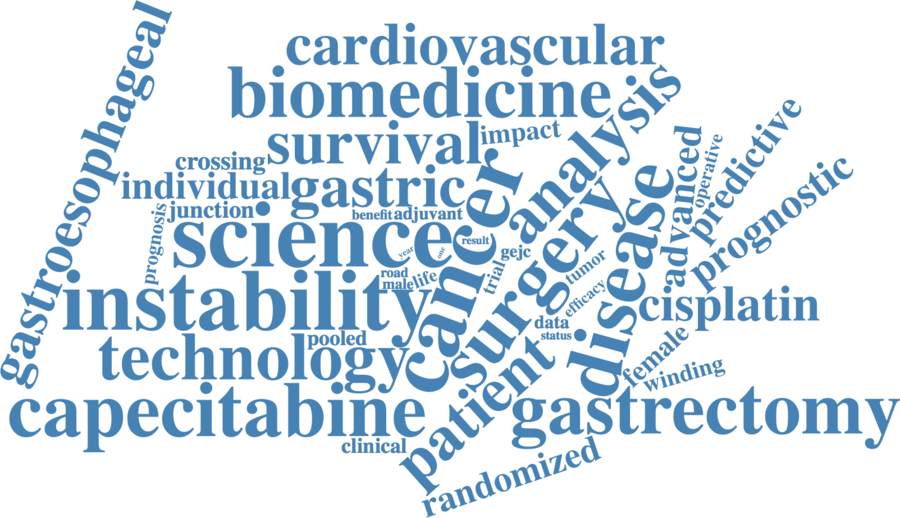 gastroesophageal
cardiovascular
biomedicine
survival
impact
analysis
crossing
individual
gastric
junction
benefit
adjuvant
prognosis
science
cancer
result
year
one
gejc
trial
road
male
life
instability
surgery
tumor
efficacy
disease
advanced
operative
predictive
prognostic
cisplatin
data
status
pooled
technology
female
winding
capecitabine
patient
gastrectomy
clinical
randomized